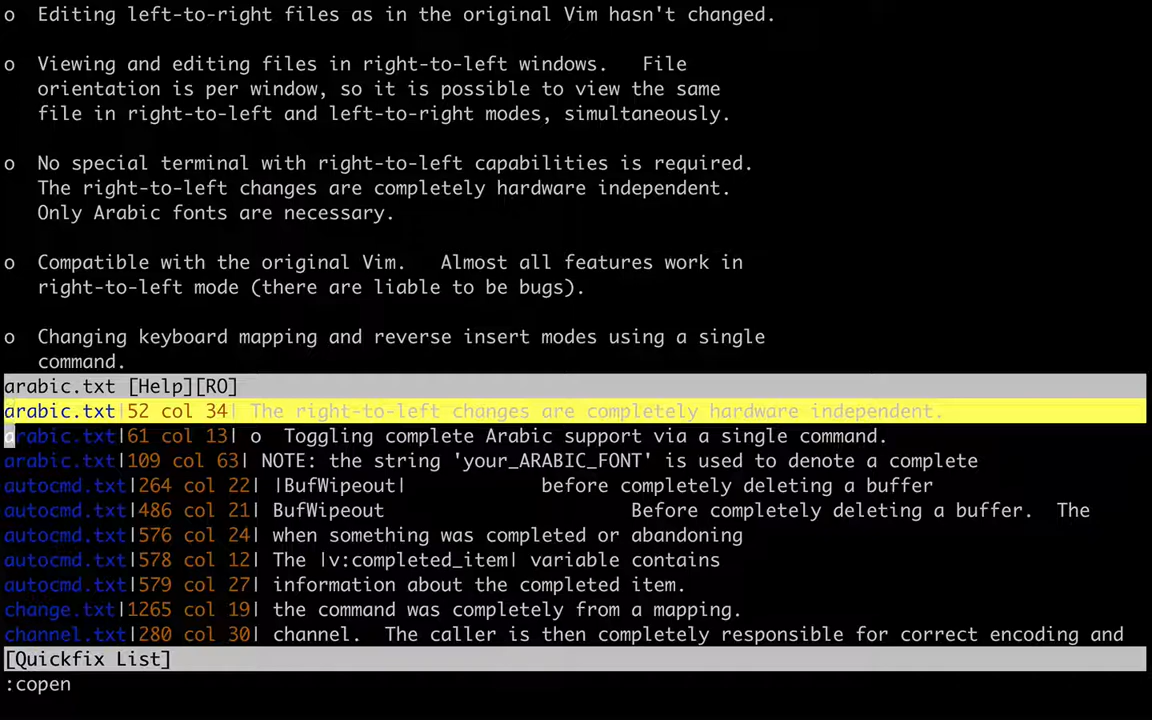 o  Editing left-to-right files as in the original Vim hasn't changed.
o  Viewing and editing files in right-to-left windows.   File
orientation is per window, so it is possible to view the same
file in right-to-left and left-to-right modes, simultaneously.
o  No special terminal with right-to-left capabilities is required.
The right-to-left changes are completely hardware independent.
Only Arabic fonts are necessary.
o  Compatible with the original Vim.   Almost all features work in
right-to-left mode (there are liable to be bugs).
o  Changing keyboard mapping and reverse insert modes using a single
command.
arabic.txt [Help][RO]
arabic.txt|52 col 34| The right-to-left changes are completely hardware independent.
arabic.txt|61 col 13| o  Toggling complete Arabic support via a single command.
arabic.txt|109 col 63| NOTE: the string 'your_ARABIC_FONT' is used to denote a complete
autocmd.txt|264 col 22| |BufWipeout|            before completely deleting a buffer
autocmd.txt|486 col 21| BufWipeout                      Before completely deleting a buffer.  The
autocmd.txt|576 col 24| when something was completed or abandoning
autocmd.txt|578 col 12| The |v:completed_item| variable contains
autocmd.txt|579 col 27| information about the completed item.
change.txt|1265 col 19| the command was completely from a mapping.
channel.txt|280 col 30| channel.  The caller is then completely responsible for correct encoding and
[Quickfix List]
:copen